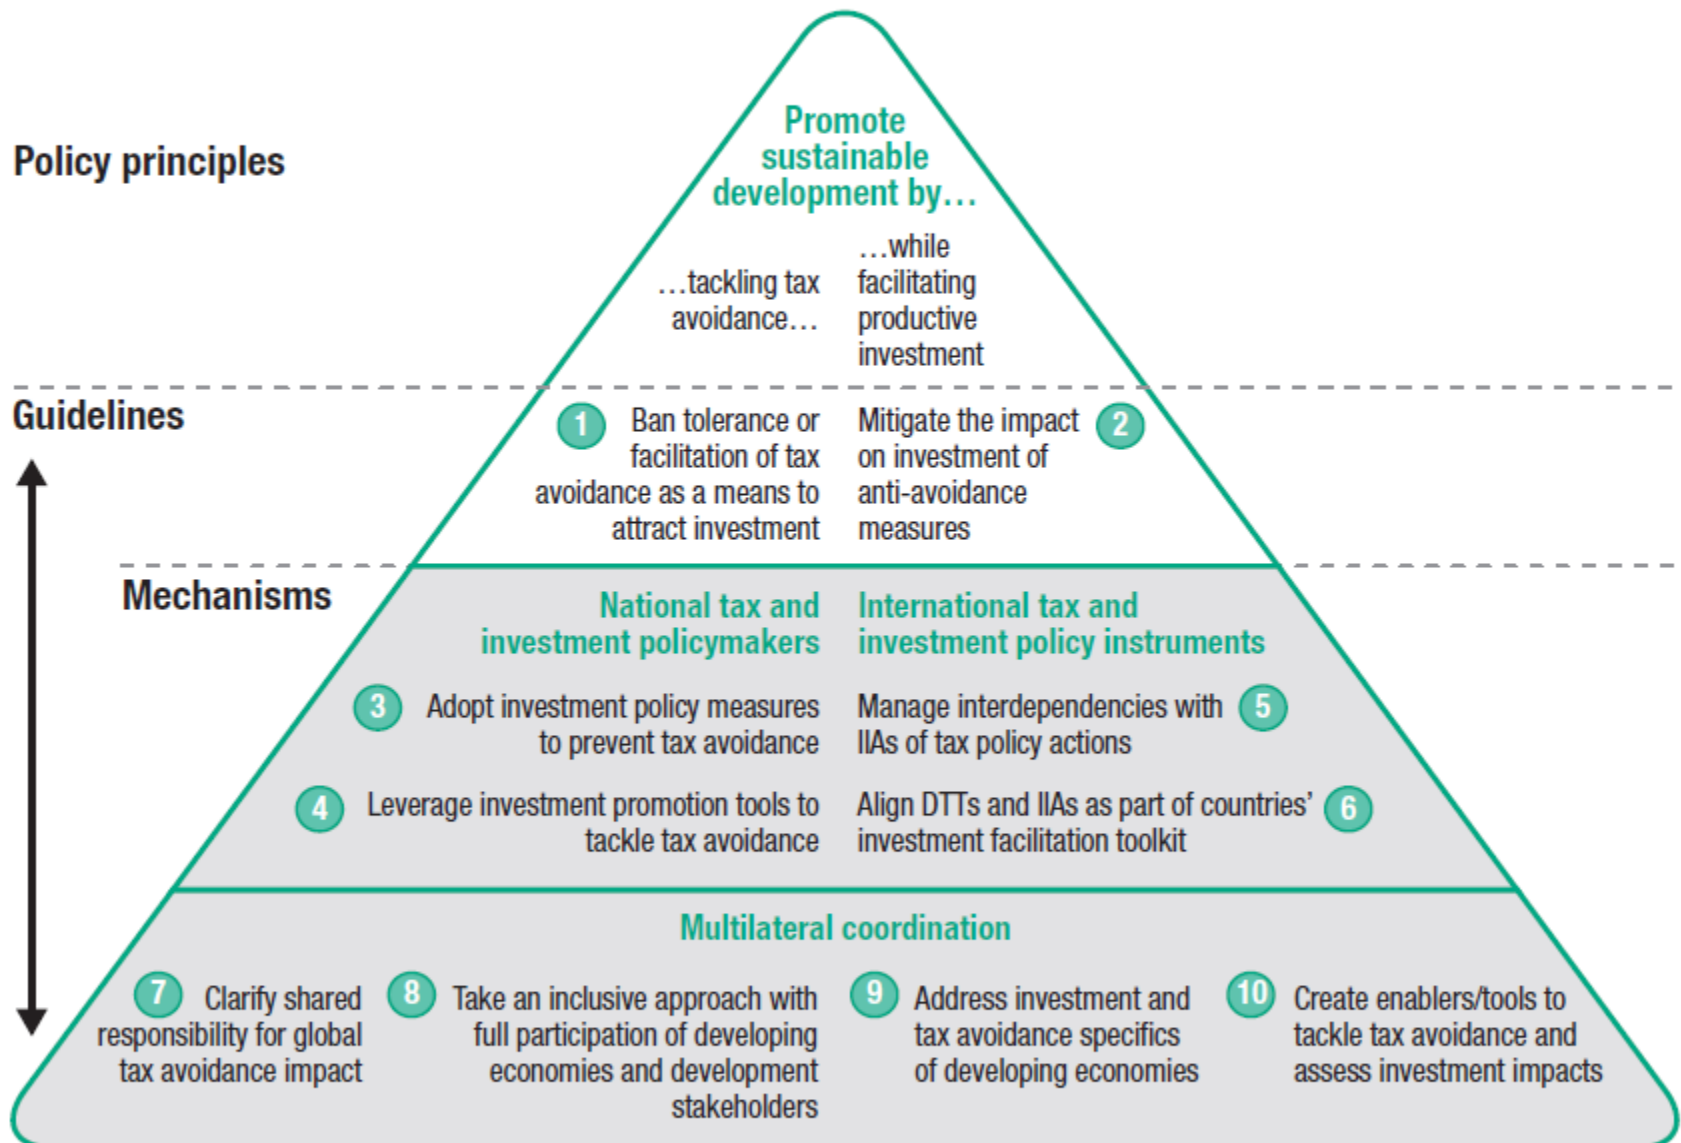 Policy principles
Promote
sustainable
development by…
…tackling tax
avoidance…
…while
facilitating
productive
investment
Guidelines
1
Ban tolerance or
facilitation of tax
avoidance as a means to
attract investment
Mitigate the impact
on investment of
anti-avoidance
measures
2
Mechanisms
National tax and
investment policymakers
3
Adopt investment policy measures
to prevent tax avoidance
4
Leverage investment promotion tools to
tackle tax avoidance
International tax and
investment policy instruments
Manage interdependencies with
IIAs of tax policy actions
5
Align DTTs and IIAs as part of countries’
investment facilitation toolkit
6
Multilateral coordination
7
Clarify shared
responsibility for global
tax avoidance impact
8
Take an inclusive approach with
full participation of developing
economies and development
stakeholders
9
Address investment and
tax avoidance specifics
of developing economies
10
Create enablers/tools to
tackle tax avoidance and
assess investment impacts